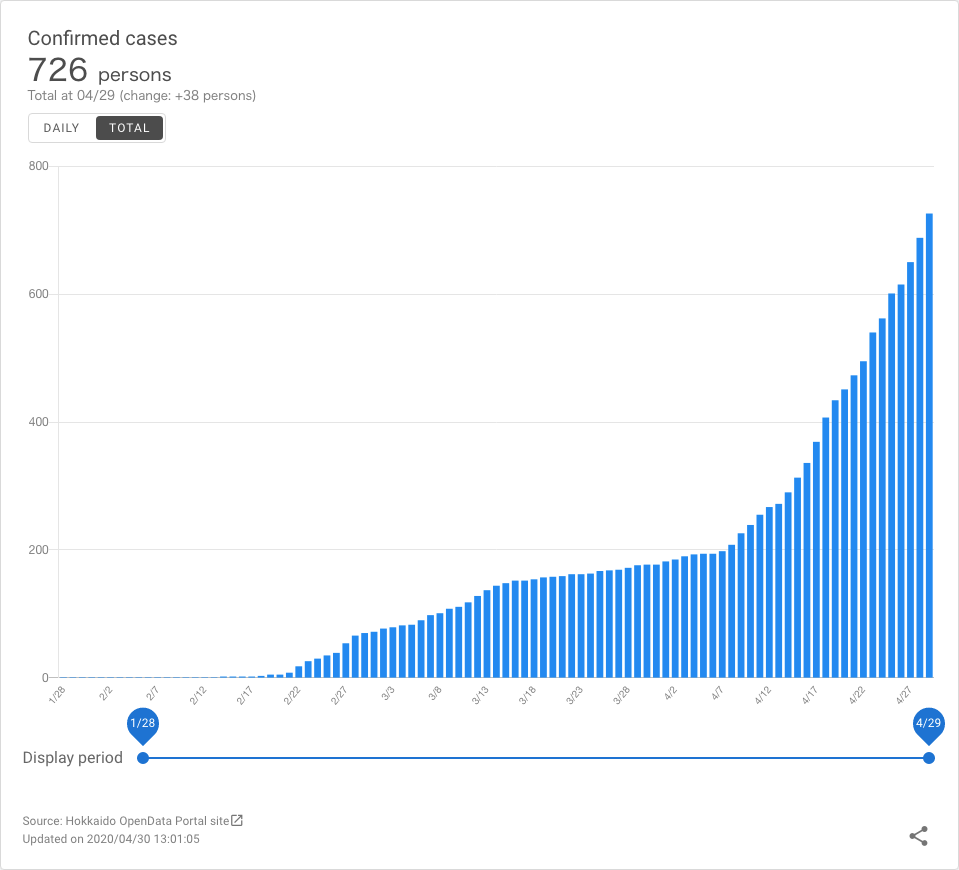 Confirmed cases
726 persons
Total at 04/29 (change: +38 persons)
DAILY TOTAL
800
600
400
200
0
1/28 2/2 2/7 2/12 2/17 2/22 2/27 3/3 3/8 3/13 3/18 3/23 3/28 4/2 4/7 4/12 4/17 4/22 4/27
1/28 4/29
Display period
Source: Hokkaido OpenData Portal site
Updated on 2020/04/30 13:01:05